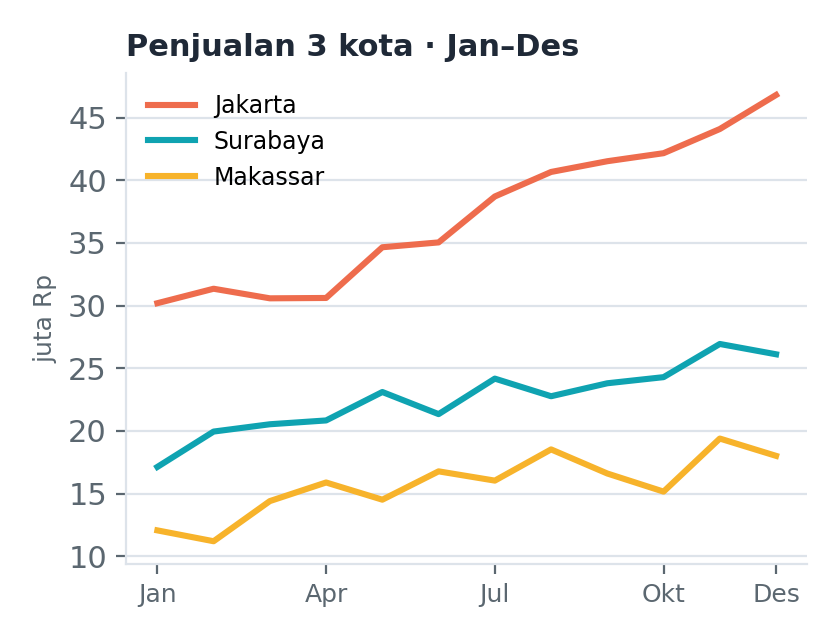 Penjualan 3 kota · Jan–Des
Jakarta
Surabaya
Makassar
juta Rp
45
40
35
30
25
20
15
10
Jan Apr Jul Okt Des